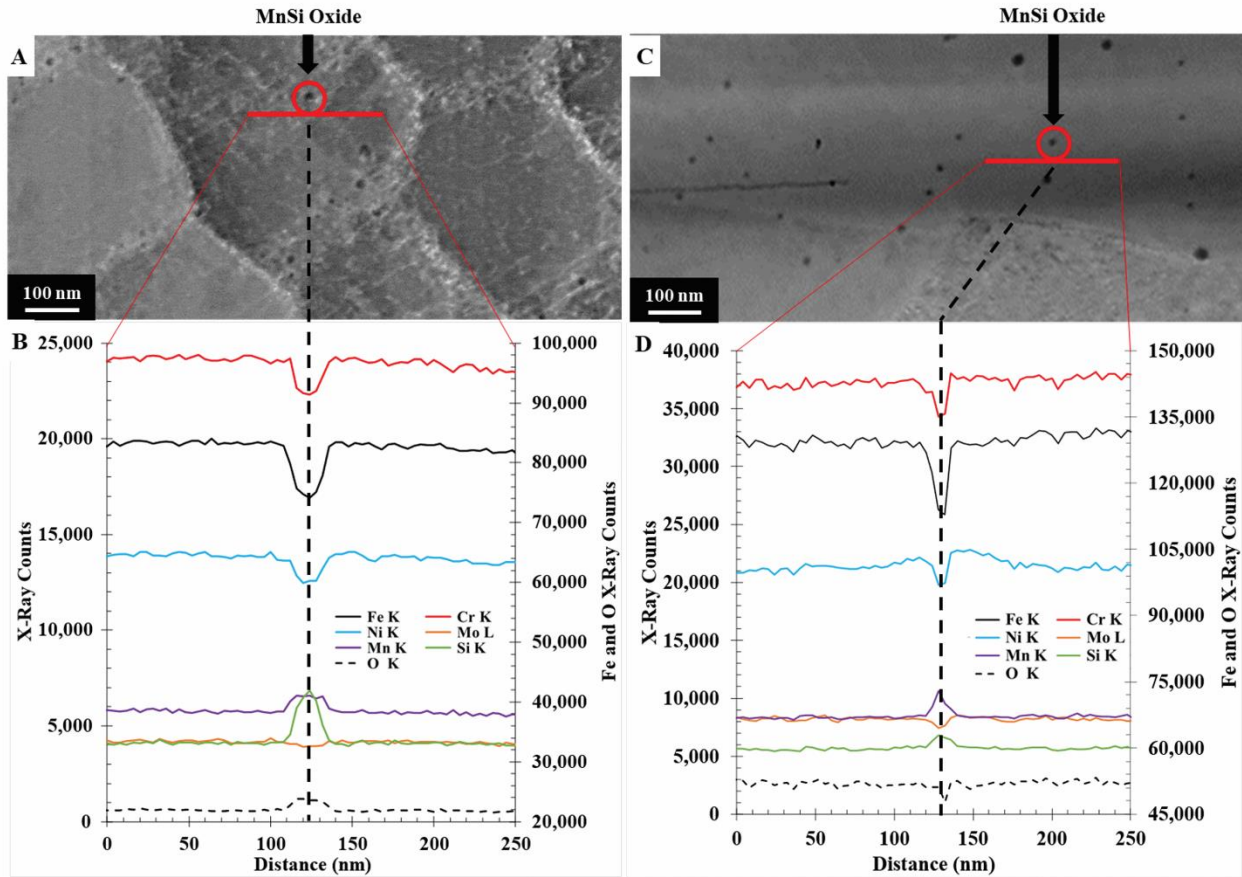 MnSi Oxide
A
100 nm
B
25,000
20,000
15,000
10,000
5,000
0
X-Ray Counts
100,000
90,000
80,000
70,000
60,000
50,000
40,000
30,000
20,000
Fe and O X-Ray Counts
Fe K Cr K
Ni K Mo L
Mn K Si K
O K
0 50 100 150 200 250
Distance (nm)
MnSi Oxide
C
100 nm
D
40,000
35,000
30,000
25,000
20,000
15,000
10,000
5,000
0
X-Ray Counts
150,000
135,000
120,000
105,000
90,000
75,000
60,000
45,000
Fe and O X-Ray Counts
Fe K Cr K
Ni K Mo L
Mn K Si K
O K
0 50 100 150 200 250
Distance (nm)